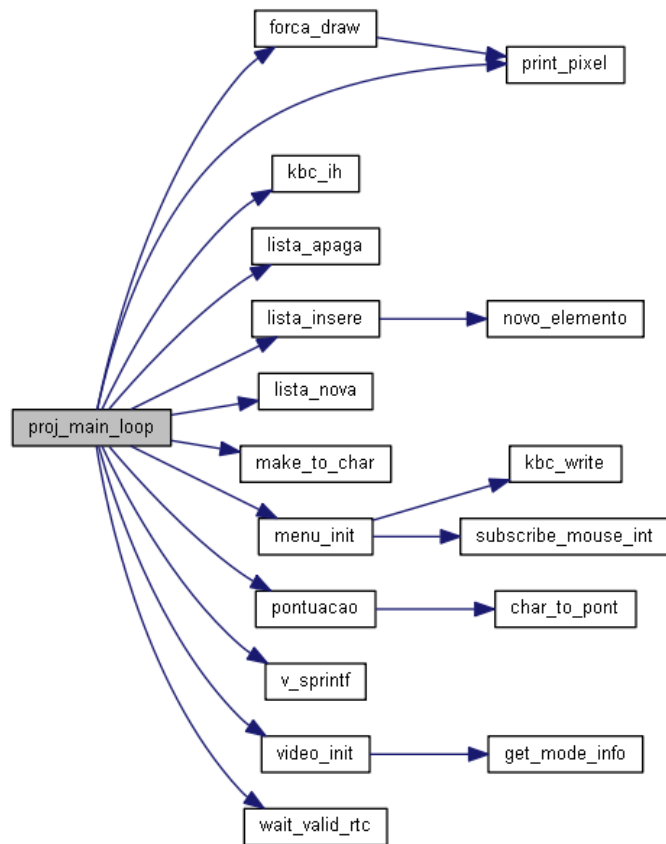 forca_draw
print_pixel
kbc_ih
lista_apaga
lista_insere
novo_elemento
lista_nova
proj_main_loop
make_to_char
kbc_write
menu_init
subscribe_mouse_int
pontuacao
char_to_pont
v_sprintf
video_init
get_mode_info
wait_valid_rtc